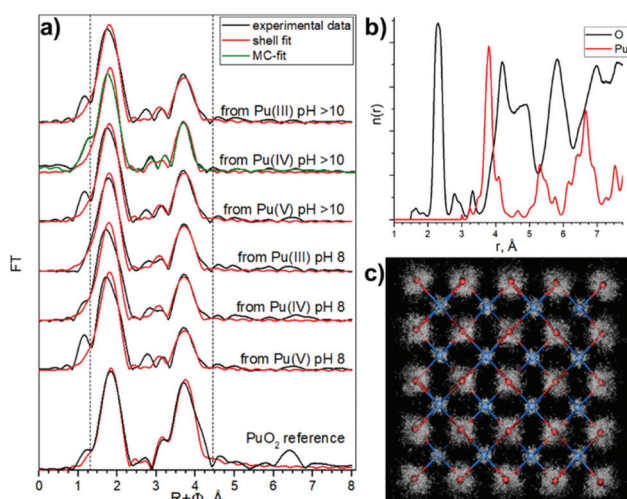 a)
experimental data
shell fit
MC-fit
from Pu(III) pH >10
from Pu(IV) pH >10
from Pu(V) pH >10
from Pu(III) pH 8
from Pu(IV) pH 8
from Pu(V) pH 8
PuO₂ reference
FT
0 1 2 3 4 5 6 7 8
R+Φ, Å
b)
O
Pu
n(r)
1 2 3 4 5 6 7
r, Å
c)